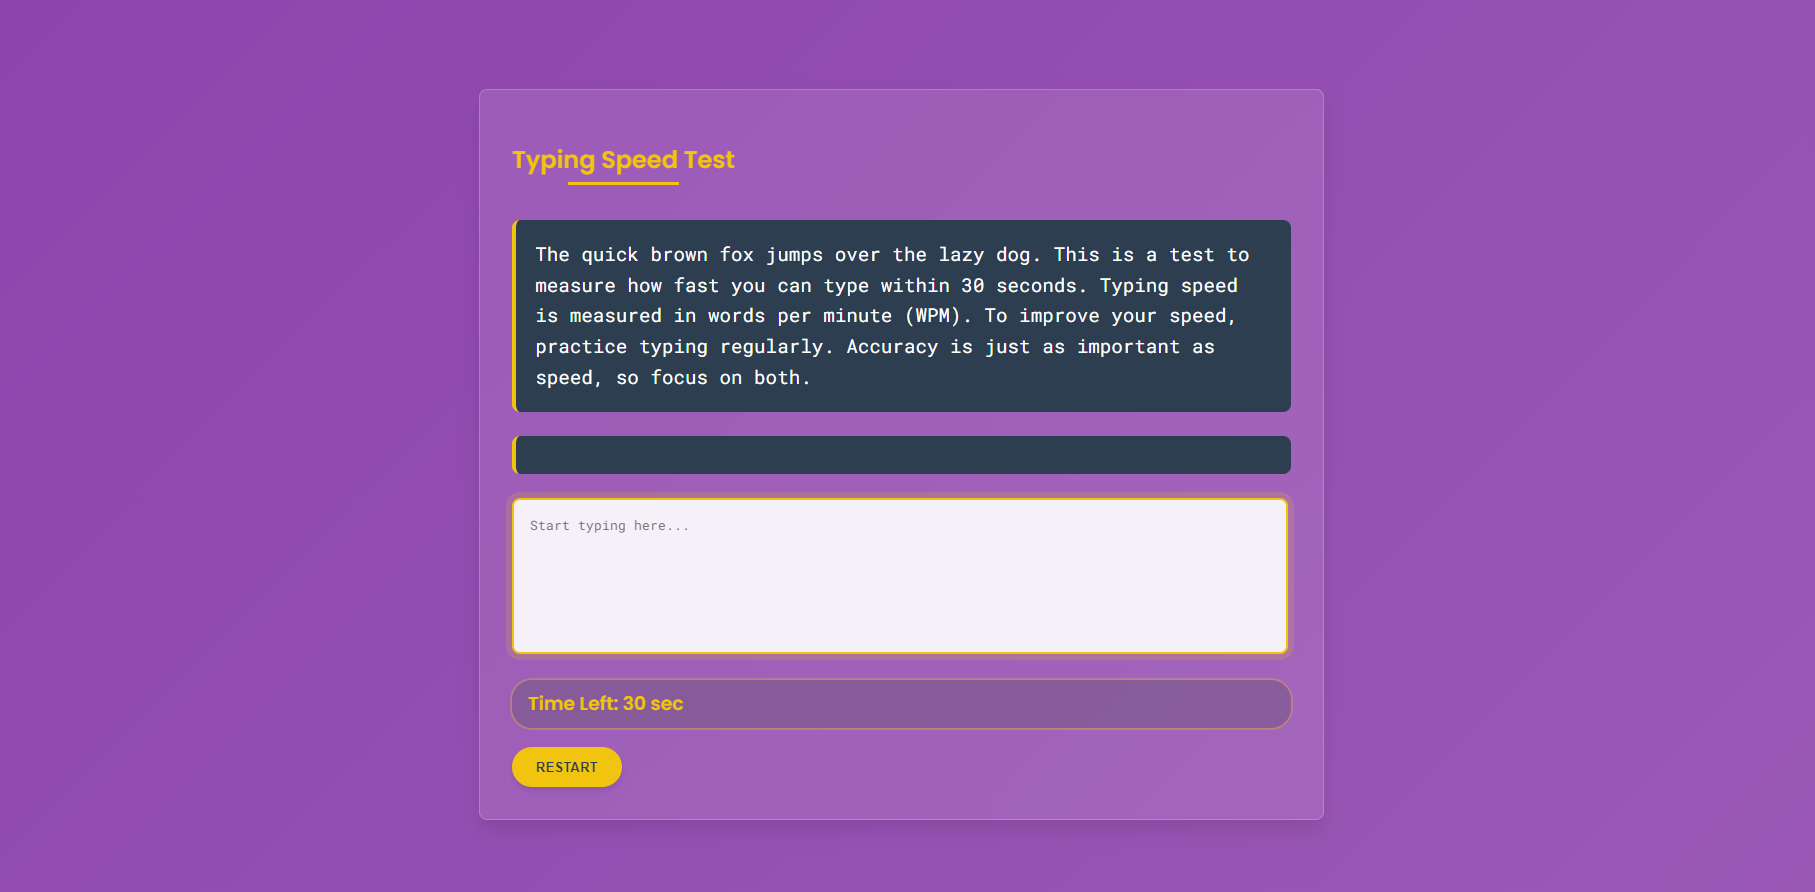 Typing Speed Test
The quick brown fox jumps over the lazy dog. This is a test to
measure how fast you can type within 30 seconds. Typing speed
is measured in words per minute (WPM). To improve your speed,
practice typing regularly. Accuracy is just as important as
speed, so focus on both.
Start typing here...
Time Left: 30 sec
RESTART